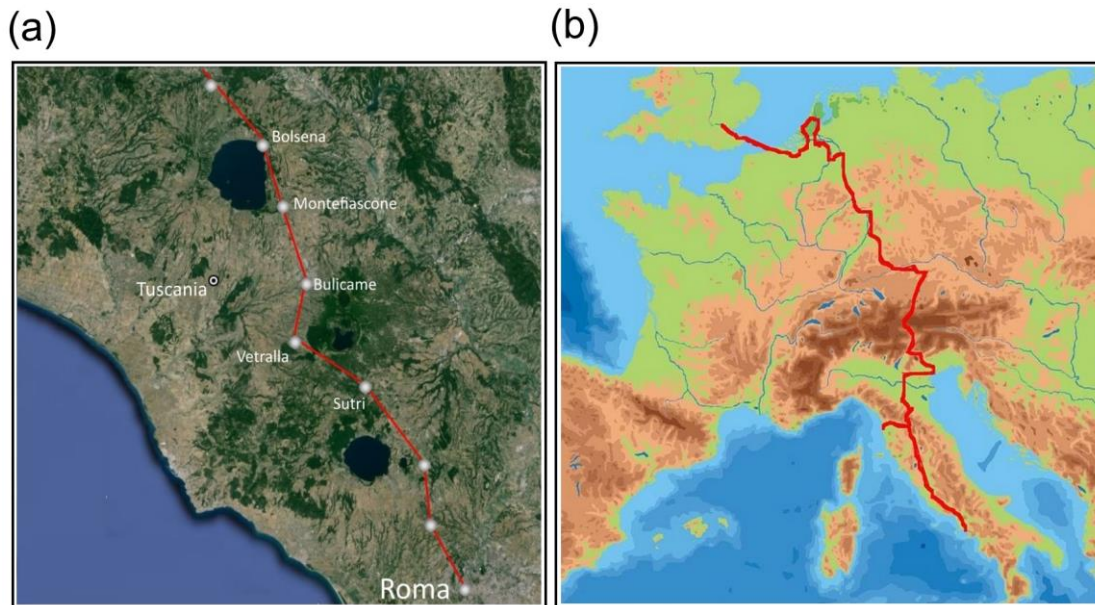 (a)
(b)
Bolsena
Montefiascone
Tuscania
Bulicame
Vetralla
Sutri
Roma